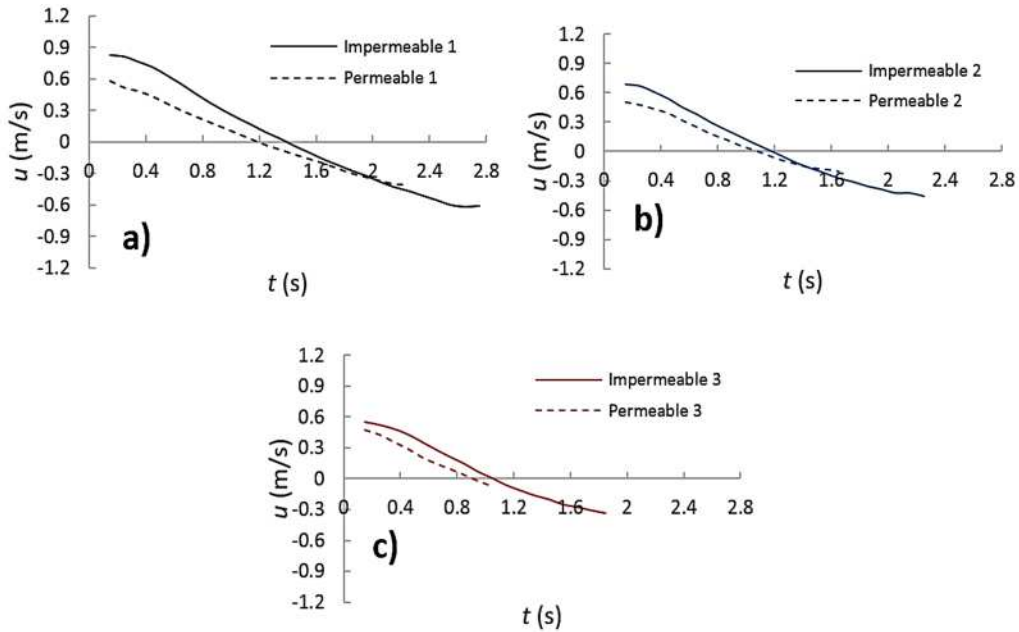 1.2
0.9
0.6
0.3
0
-0.3
-0.6
-0.9
-1.2
u (m/s)
0 0.4 0.8 1.2 1.6 2 2.4 2.8
t (s)
Impermeable 1
Permeable 1
a)
1.2
0.9
0.6
0.3
0
-0.3
-0.6
-0.9
-1.2
u (m/s)
0 0.4 0.8 1.2 1.6 2 2.4 2.8
t (s)
Impermeable 2
Permeable 2
b)
1.2
0.9
0.6
0.3
0
-0.3
-0.6
-0.9
-1.2
u (m/s)
0 0.4 0.8 1.2 1.6 2 2.4 2.8
t (s)
Impermeable 3
Permeable 3
c)